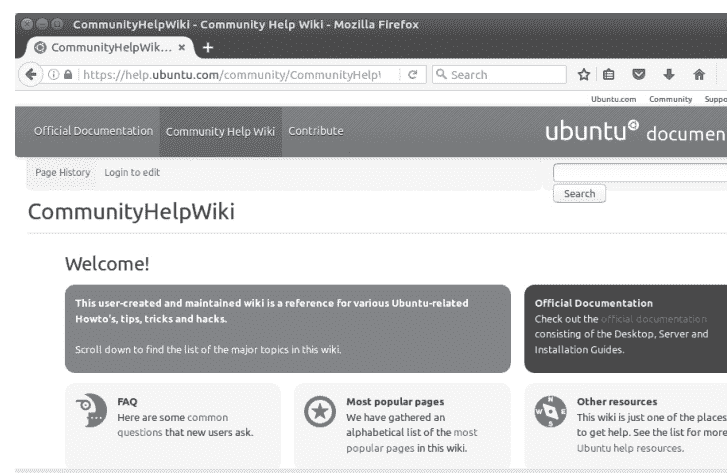 CommunityHelpWiki - Community Help Wiki - Mozilla Firefox
CommunityHelpWik... × +
https://help.ubuntu.com/community/CommunityHelp
Search
Ubuntu.com Community Suppo
Official Documentation Community Help Wiki Contribute
ubuntu documen
Page History Login to edit
Search
CommunityHelpWiki
Welcome!
This user-created and maintained wiki is a reference for various Ubuntu-related
Howto's, tips, tricks and hacks.
Scroll down to find the list of the major topics in this wiki.
Official Documentation
Check out the official documentation
consisting of the Desktop, Server and
Installation Guides.
FAQ
Here are some common
questions that new users ask.
Most popular pages
We have gathered an
alphabetical list of the most
popular pages in this wiki.
Other resources
This wiki is just one of the places
to get help. See the list for more
Ubuntu help resources.